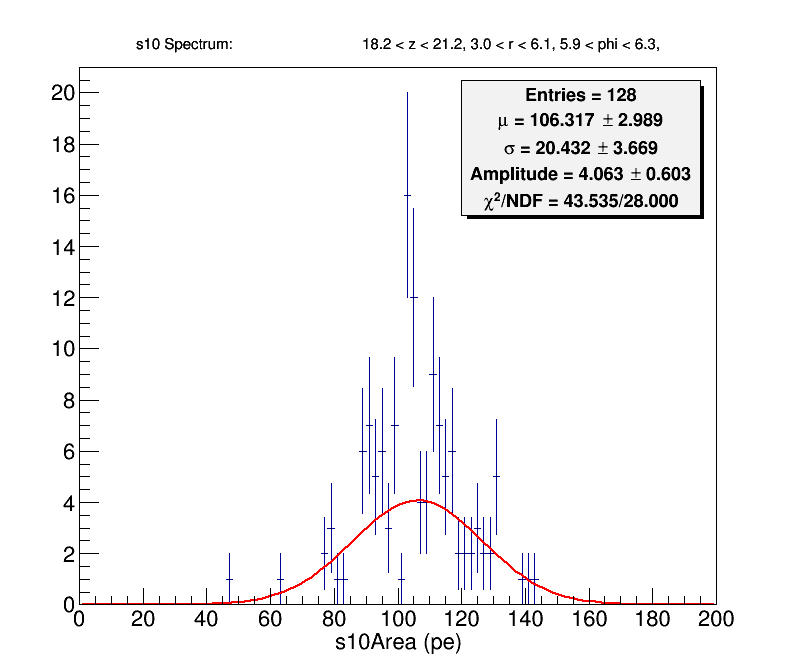 s10 Spectrum: 18.2 < z < 21.2, 3.0 < r < 6.1, 5.9 < phi < 6.3,
Entries = 128
μ = 106.317 ± 2.989
σ = 20.432 ± 3.669
Amplitude = 4.063 ± 0.603
χ²/NDF = 43.535/28.000
20
18
16
14
12
10
8
6
4
2
0
0 20 40 60 80 100 120 140 160 180 200
s10Area (pe)